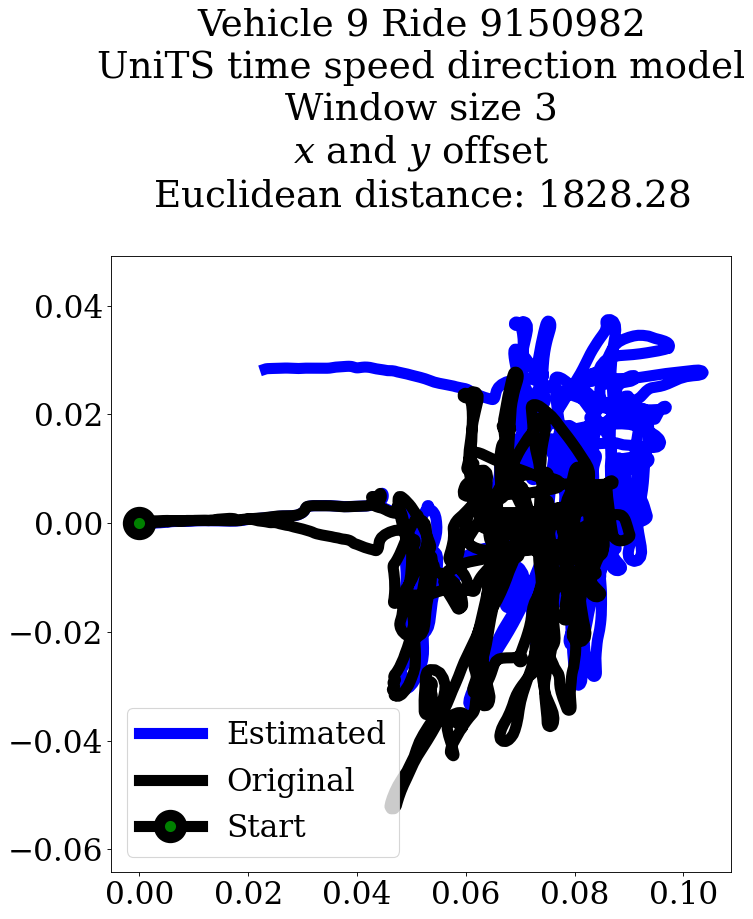 Vehicle 9 Ride 9150982
UniTS time speed direction model
Window size 3
x and y offset
Euclidean distance: 1828.28
0.04
0.02
0.00
−0.02
−0.04
−0.06
Estimated
Original
Start
0.00 0.02 0.04 0.06 0.08 0.10